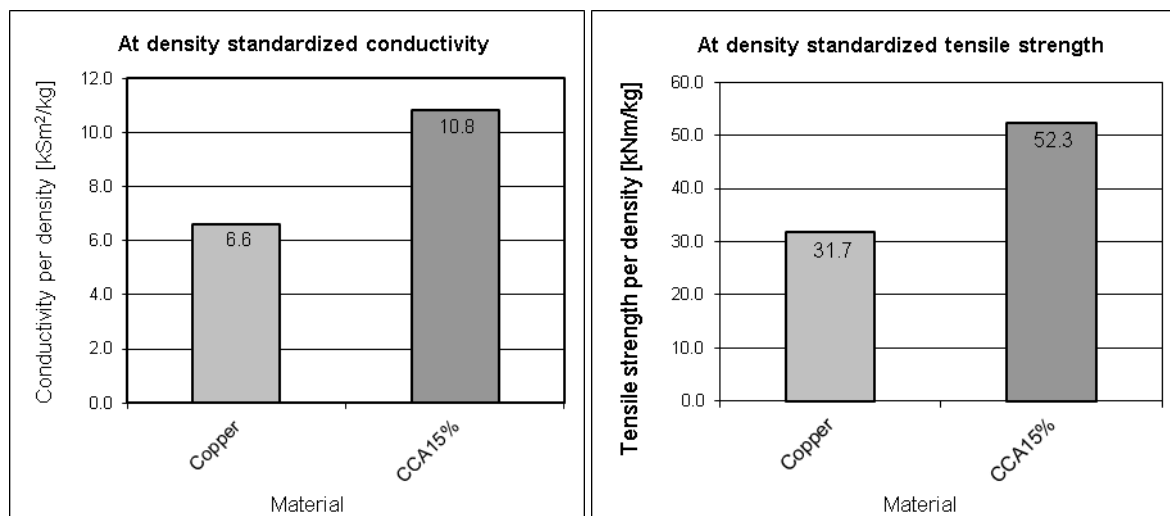 At density standardized conductivity
Conductivity per density [kSm²/kg]
12.0
10.0
8.0
6.0
4.0
2.0
0.0
6.6
10.8
Copper
CCA15%
Material
At density standardized tensile strength
Tensile strength per density [kNm/kg]
60.0
50.0
40.0
30.0
20.0
10.0
0.0
31.7
52.3
Copper
CCA15%
Material